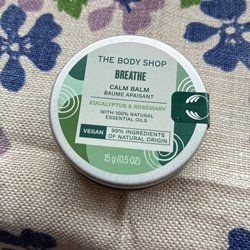 THE BODY SHOP
BREATHE
CALM BALM
BAUME APAISANT
EUCALYPTUS & ROSEMARY
WITH 100% NATURAL
ESSENTIAL OILS
VEGAN
99% INGREDIENTS
OF NATURAL ORIGIN
15 g (0.5 OZ)